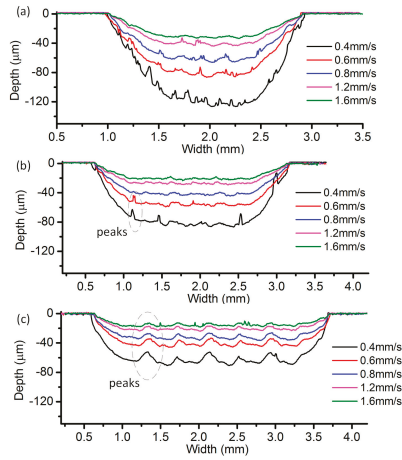 (a)
0
-40
-80
-120
Depth (μm)
0.4mm/s
0.6mm/s
0.8mm/s
1.2mm/s
1.6mm/s
0.5 1.0 1.5 2.0 2.5 3.0 3.5
Width (mm)
(b)
0
-40
-80
-120
Depth (μm)
peaks
0.4mm/s
0.6mm/s
0.8mm/s
1.2mm/s
1.6mm/s
0.5 1.0 1.5 2.0 2.5 3.0 3.5 4.0
Width (mm)
(c)
0
-40
-80
-120
Depth (μm)
peaks
0.4mm/s
0.6mm/s
0.8mm/s
1.2mm/s
1.6mm/s
0.5 1.0 1.5 2.0 2.5 3.0 3.5 4.0
Width (mm)